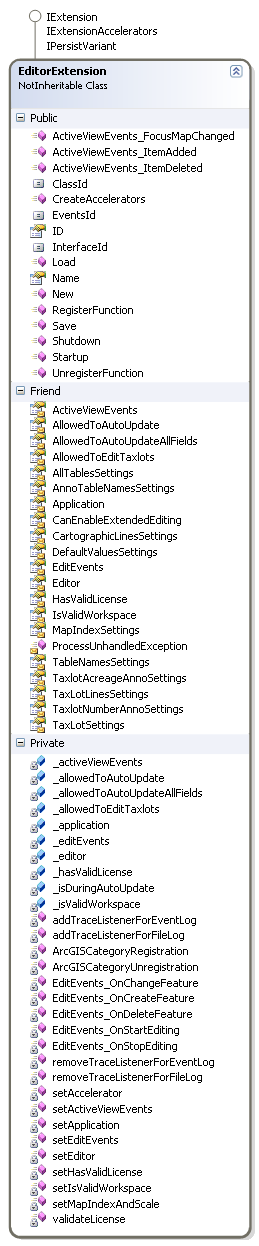 IExtension
IExtensionAccelerators
IPersistVariant
EditorExtension
NotInheritable Class
Public
ActiveViewEvents_FocusMapChanged
ActiveViewEvents_ItemAdded
ActiveViewEvents_ItemDeleted
ClassId
CreateAccelerators
EventsId
ID
InterfaceId
Load
Name
New
RegisterFunction
Save
Shutdown
Startup
UnregisterFunction
Friend
ActiveViewEvents
AllowedToAutoUpdate
AllowedToAutoUpdateAllFields
AllowedToEditTaxlots
AllTablesSettings
AnnoTableNamesSettings
Application
CanEnableExtendedEditing
CartographicLinesSettings
DefaultValuesSettings
EditEvents
Editor
HasValidLicense
IsValidWorkspace
MapIndexSettings
ProcessUnhandledException
TableNamesSettings
TaxlotAcreageAnnoSettings
TaxLotLinesSettings
TaxlotNumberAnnoSettings
TaxLotSettings
Private
_activeViewEvents
_allowedToAutoUpdate
_allowedToAutoUpdateAllFields
_allowedToEditTaxlots
_application
_editEvents
_editor
_hasValidLicense
_isDuringAutoUpdate
_isValidWorkspace
addTraceListenerForEventLog
addTraceListenerForFileLog
ArcGISCategoryRegistration
ArcGISCategoryUnregistration
EditEvents_OnChangeFeature
EditEvents_OnCreateFeature
EditEvents_OnDeleteFeature
EditEvents_OnStartEditing
EditEvents_OnStopEditing
removeTraceListenerForEventLog
removeTraceListenerForFileLog
setAccelerator
setActiveViewEvents
setApplication
setEditEvents
setEditor
setHasValidLicense
setIsValidWorkspace
setMapIndexAndScale
validateLicense